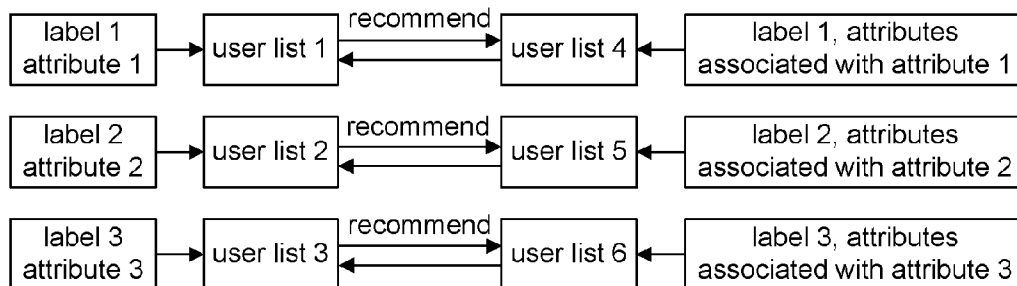 recommend
label 1
attribute 1
user list 1
user list 4
label 1, attributes
associated with attribute 1
recommend
label 2
attribute 2
user list 2
user list 5
label 2, attributes
associated with attribute 2
recommend
label 3
attribute 3
user list 3
user list 6
label 3, attributes
associated with attribute 3